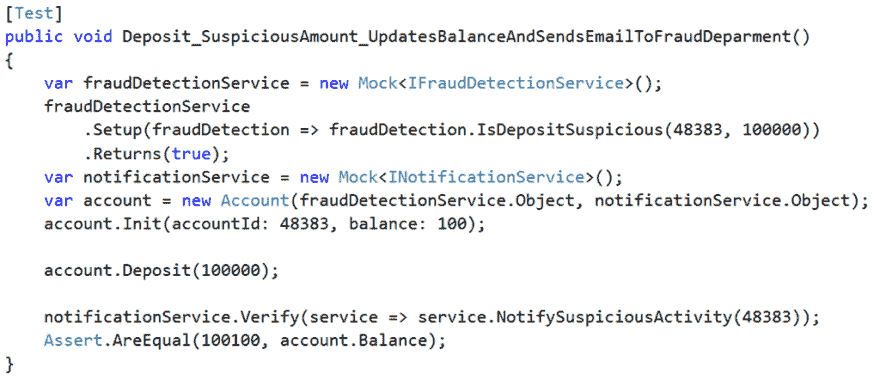 [Test]
public void Deposit_SuspiciousAmount_UpdatesBalanceAndSendsEmailToFraudDeparment()
{
    var fraudDetectionService = new Mock<IFraudDetectionService>();
    fraudDetectionService
        .Setup(fraudDetection => fraudDetection.IsDepositSuspicious(48383, 100000))
        .Returns(true);
    var notificationService = new Mock<INotificationService>();
    var account = new Account(fraudDetectionService.Object, notificationService.Object);
    account.Init(accountId: 48383, balance: 100);

    account.Deposit(100000);

    notificationService.Verify(service => service.NotifySuspiciousActivity(48383));
    Assert.AreEqual(100100, account.Balance);
}